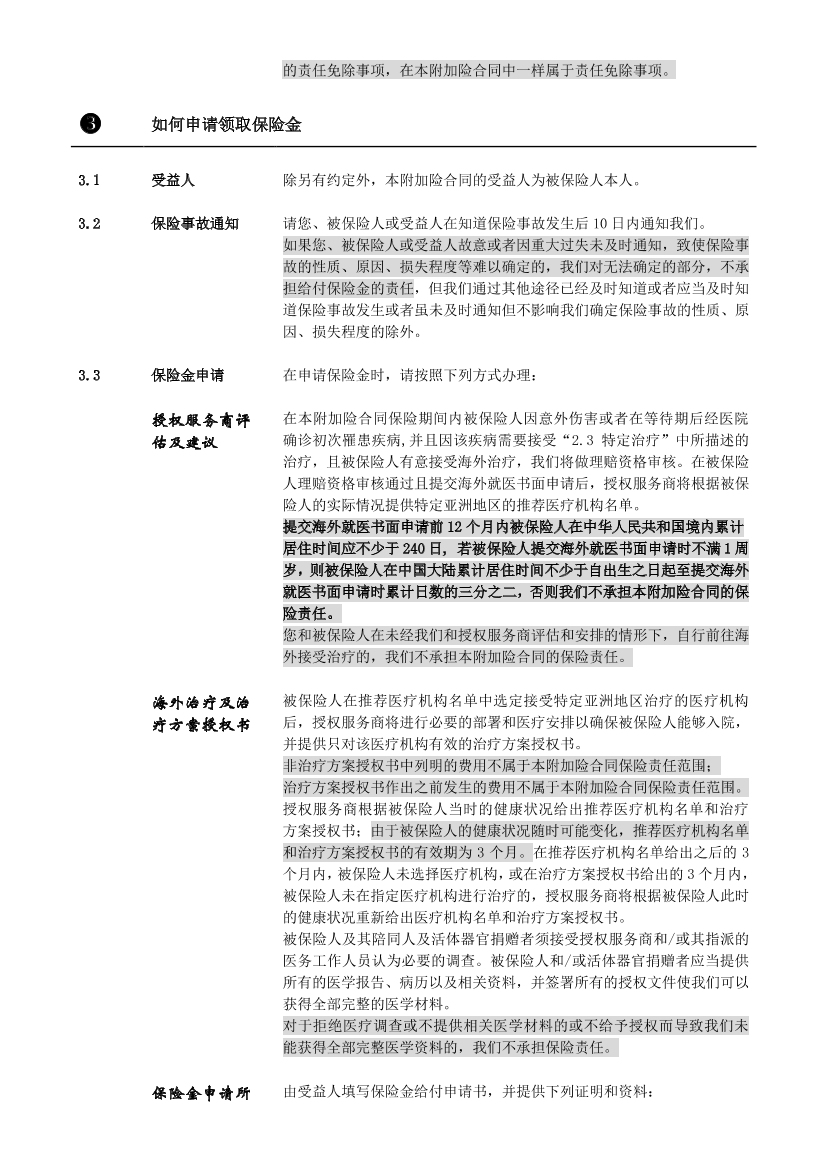 的责任免除事项，在本附加险合同中一样属于责任免除事项。
❸ 如何申请领取保险金
3.1 受益人 除另有约定外，本附加险合同的受益人为被保险人本人。
3.2 保险事故通知 请您、被保险人或受益人在知道保险事故发生后 10 日内通知我们。
如果您、被保险人或受益人故意或者因重大过失未及时通知，致使保险事
故的性质、原因、损失程度等难以确定的，我们对无法确定的部分，不承
担给付保险金的责任，但我们通过其他途径已经及时知道或者应当及时知
道保险事故发生或者虽未及时通知但不影响我们确定保险事故的性质、原
因、损失程度的除外。
3.3 保险金申请 在申请保险金时，请按照下列方式办理：
授权服务商评 在本附加险合同保险期间内被保险人因意外伤害或者在等待期后经医院
估及建议 确诊初次罹患疾病,并且因该疾病需要接受“2.3 特定治疗”中所描述的
治疗，且被保险人有意接受海外治疗，我们将做理赔资格审核。在被保险
人理赔资格审核通过且提交海外就医书面申请后，授权服务商将根据被保
险人的实际情况提供特定亚洲地区的推荐医疗机构名单。
提交海外就医书面申请前 12 个月内被保险人在中华人民共和国境内累计
居住时间应不少于 240 日, 若被保险人提交海外就医书面申请时不满 1 周
岁，则被保险人在中国大陆累计居住时间不少于自出生之日起至提交海外
就医书面申请时累计日数的三分之二，否则我们不承担本附加险合同的保
险责任。
您和被保险人在未经我们和授权服务商评估和安排的情形下，自行前往海
外接受治疗的，我们不承担本附加险合同的保险责任。
海外治疗及治 被保险人在推荐医疗机构名单中选定接受特定亚洲地区治疗的医疗机构
疗方案授权书 后，授权服务商将进行必要的部署和医疗安排以确保被保险人能够入院，
并提供只对该医疗机构有效的治疗方案授权书。
非治疗方案授权书中列明的费用不属于本附加险合同保险责任范围；
治疗方案授权书作出之前发生的费用不属于本附加险合同保险责任范围。
授权服务商根据被保险人当时的健康状况给出推荐医疗机构名单和治疗
方案授权书；由于被保险人的健康状况随时可能变化，推荐医疗机构名单
和治疗方案授权书的有效期为 3 个月。在推荐医疗机构名单给出之后的 3
个月内，被保险人未选择医疗机构，或在治疗方案授权书给出的 3 个月内，
被保险人未在指定医疗机构进行治疗的，授权服务商将根据被保险人此时
的健康状况重新给出医疗机构名单和治疗方案授权书。
被保险人及其陪同人及活体器官捐赠者须接受授权服务商和/或其指派的
医务工作人员认为必要的调查。被保险人和/或活体器官捐赠者应当提供
所有的医学报告、病历以及相关资料，并签署所有的授权文件使我们可以
获得全部完整的医学材料。
对于拒绝医疗调查或不提供相关医学材料的或不给予授权而导致我们未
能获得全部完整医学资料的，我们不承担保险责任。
保险金申请所 由受益人填写保险金给付申请书，并提供下列证明和资料：